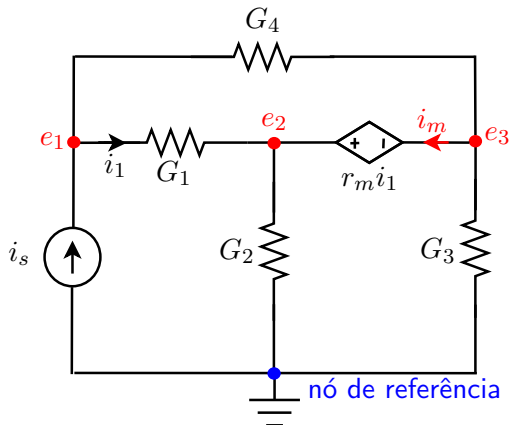 G₄
e₁
e₂
iₘ
e₃
i₁
G₁
+ -
rₘi₁
iₛ
G₂
G₃
nó de referência